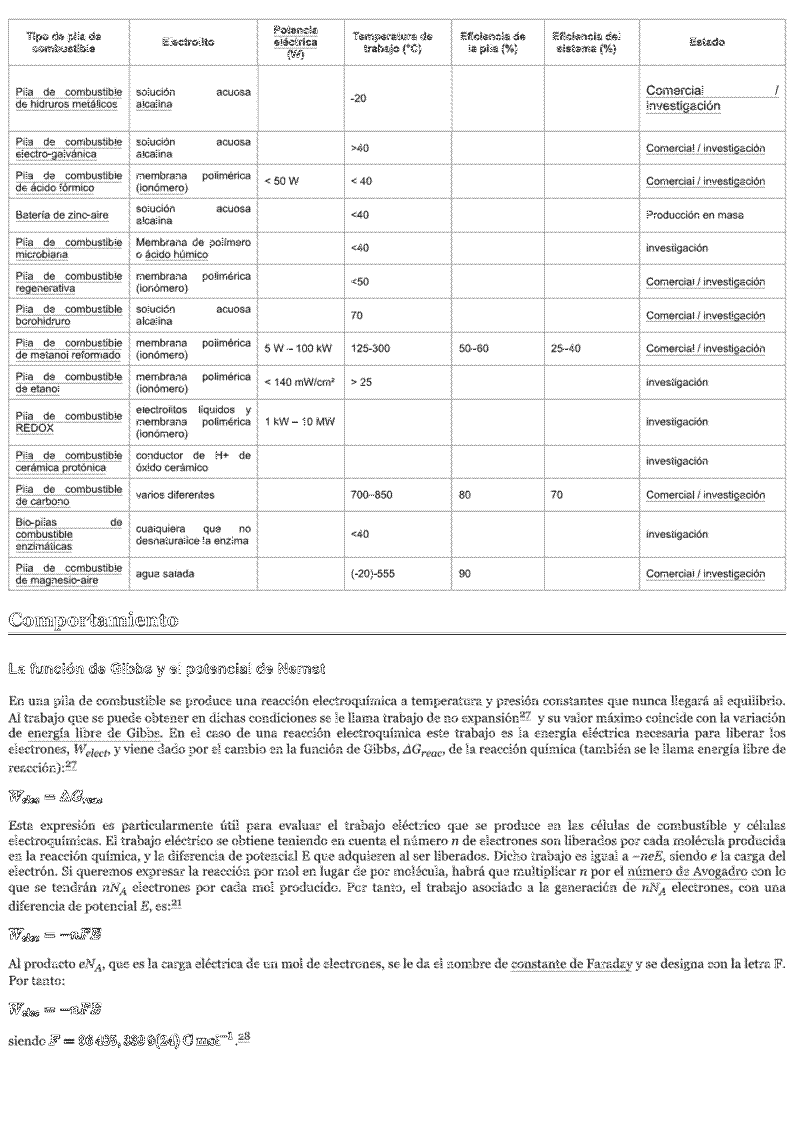 Tipo de pila de combustible Electrolito Potencia eléctrica (W) Temperatura de trabajo (°C) Eficiencia de la pila (%) Eficiencia del sistema (%) Estado
Pila de combustible de hidruros metálicos solución acuosa alcalina -20 Comercial / investigación
Pila de combustible electro-galvánica solución acuosa alcalina >40 Comercial / investigación
Pila de combustible de ácido fórmico membrana polimérica (ionómero) < 50 W < 40 Comercial / investigación
Batería de zinc-aire solución acuosa alcalina <40 Producción en masa
Pila de combustible microbiana Membrana de polímero o ácido húmico <40 investigación
Pila de combustible regenerativa membrana polimérica (ionómero) <50 Comercial / investigación
Pila de combustible borohidruro solución acuosa alcalina 70 Comercial / investigación
Pila de combustible de metanol reformado membrana polimérica (ionómero) 5 W – 100 kW 125-300 50–60 25–40 Comercial / investigación
Pila de combustible de etanol membrana polimérica (ionómero) < 140 mW/cm² > 25 investigación
Pila de combustible REDOX electrolitos líquidos y membrana polimérica (ionómero) 1 kW – 10 MW investigación
Pila de combustible cerámica protónica conductor de H+ de óxido cerámico investigación
Pila de combustible de carbono varios diferentes 700–850 80 70 Comercial / investigación
Bio-pilas de combustible enzimáticas cualquiera que no desnaturalice la enzima <40 investigación
Pila de combustible de magnesio-aire agua salada (-20)-555 90 Comercial / investigación
Comportamiento
La función de Gibbs y el potencial de Nernst
En una pila de combustible se produce una reacción electroquímica a temperatura y presión constantes que nunca llegará al equilibrio.
Al trabajo que se puede obtener en dichas condiciones se le llama trabajo de no expansión27 y su valor máximo coincide con la variación
de energía libre de Gibbs. En el caso de una reacción electroquímica este trabajo es la energía eléctrica necesaria para liberar los
electrones, Welect, y viene dado por el cambio en la función de Gibbs, ΔGreac, de la reacción química (también se le llama energía libre de
reacción):27
Welec = ΔGreac
Esta expresión es particularmente útil para evaluar el trabajo eléctrico que se produce en las células de combustible y células
electroquímicas. El trabajo eléctrico se obtiene teniendo en cuenta el número n de electrones son liberados por cada molécula producida
en la reacción química, y la diferencia de potencial E que adquieren al ser liberados. Dicho trabajo es igual a −neE, siendo e la carga del
electrón. Si queremos expresar la reacción por mol en lugar de por molécula, habrá que multiplicar n por el número de Avogadro con lo
que se tendrán nNA electrones por cada mol producido. Por tanto, el trabajo asociado a la generación de nNA electrones, con una
diferencia de potencial E, es:21
Welec = −nFE
Al producto eNA, que es la carga eléctrica de un mol de electrones, se le da el nombre de constante de Faraday y se designa con la letra F.
Por tanto:
Welec = −nFE
siendo F = 96 485,339 9(24) C mol−1.28